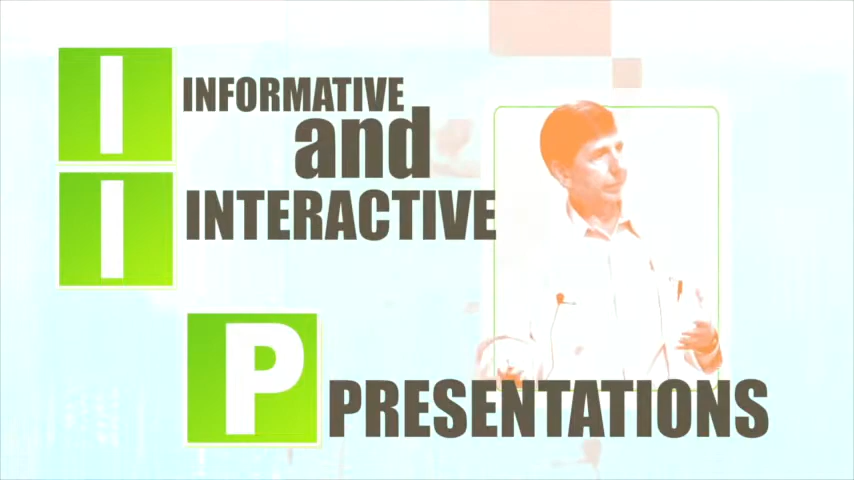 I INFORMATIVE
and
I INTERACTIVE
P PRESENTATIONS